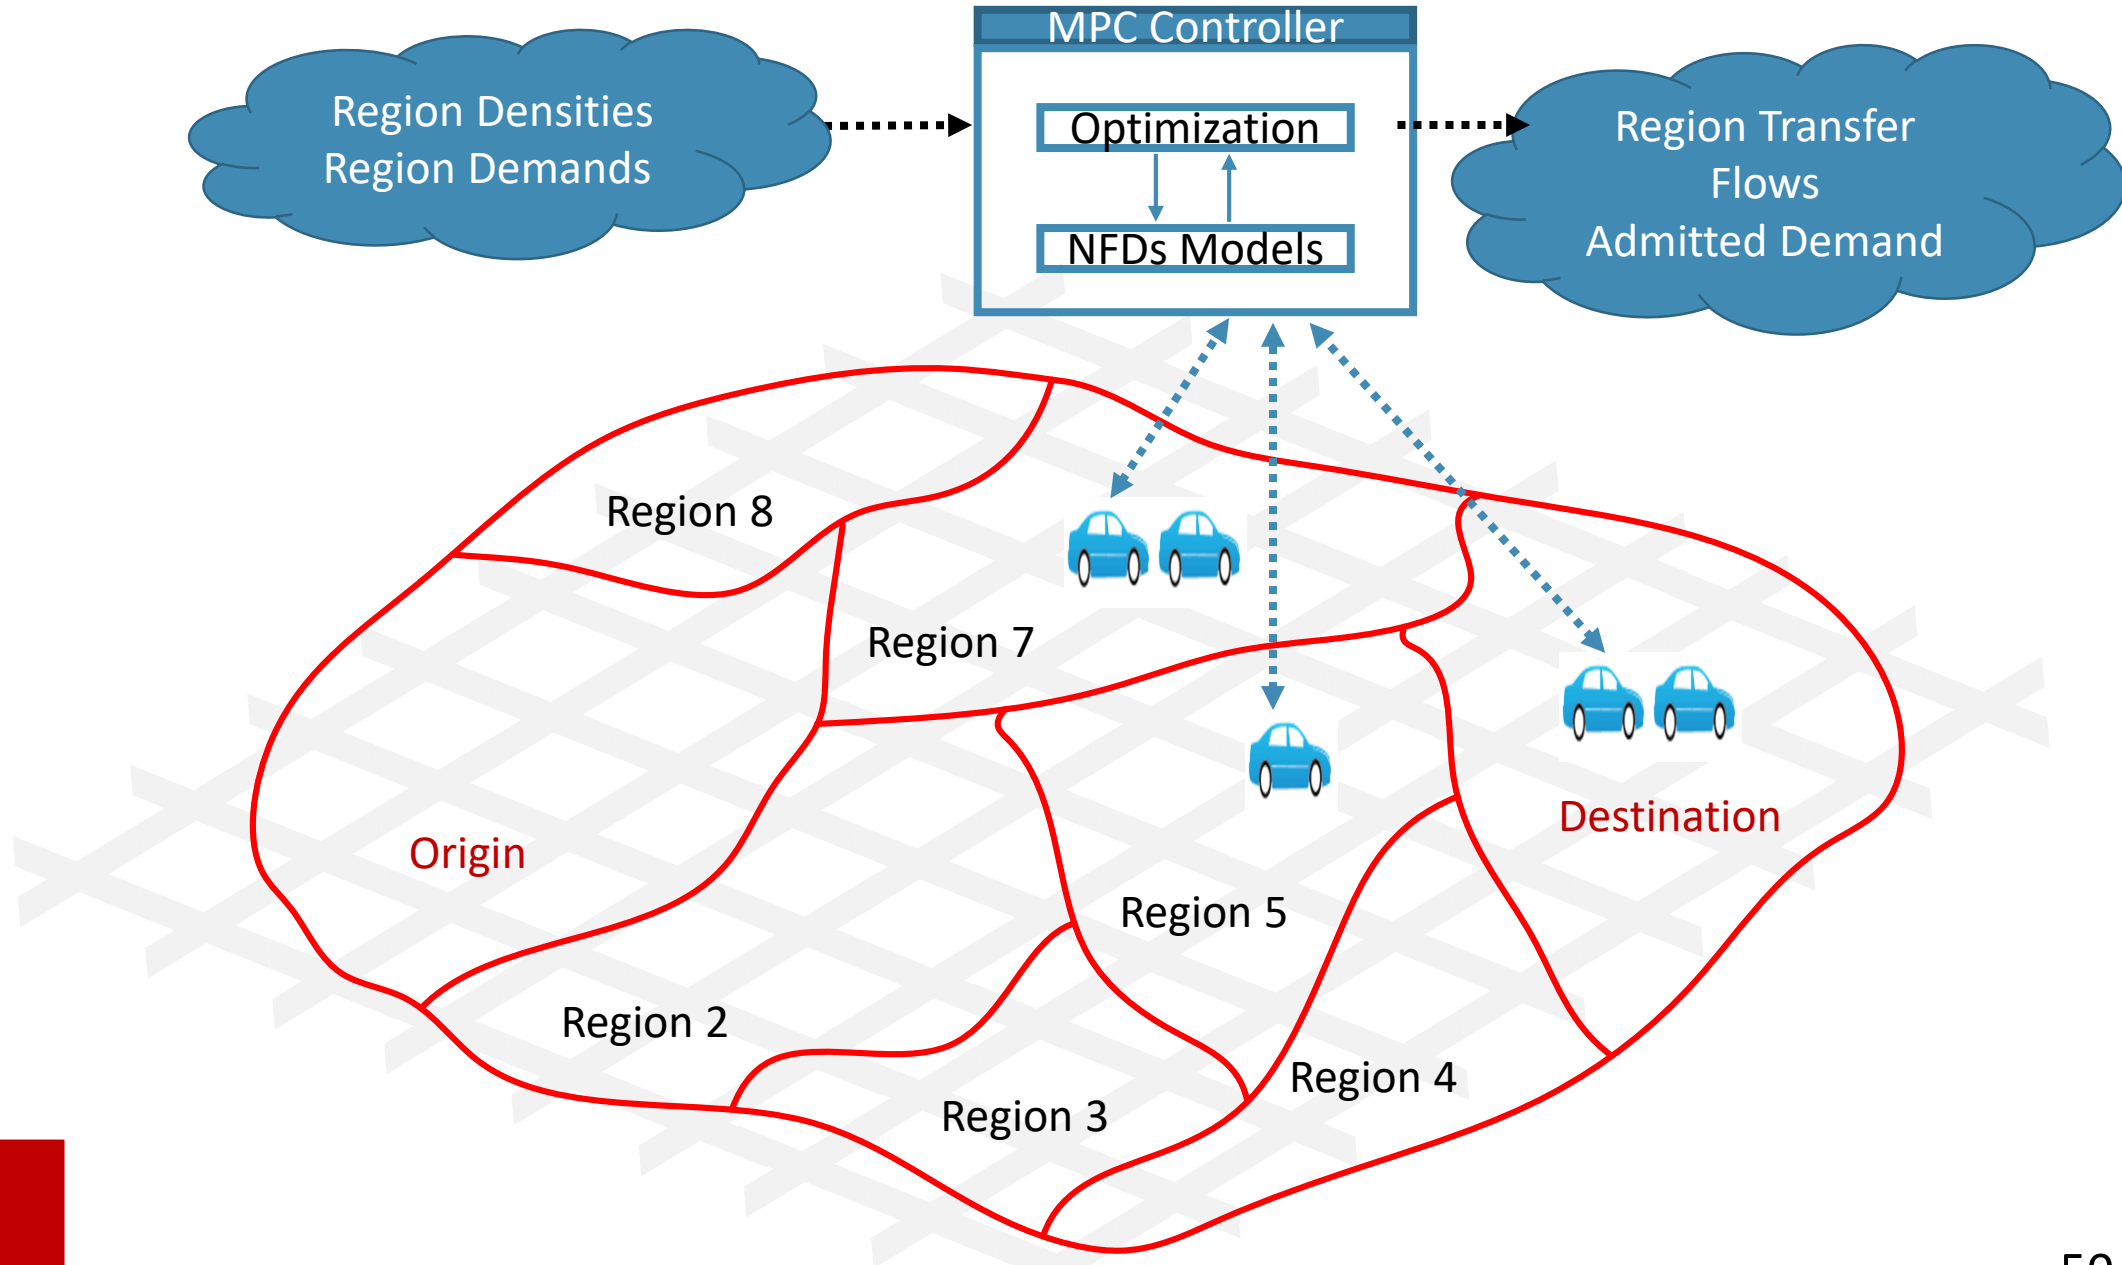 MPC Controller
Region Densities
Region Demands
Optimization
NFDs Models
Region Transfer
Flows
Admitted Demand
Region 8
Region 7
Destination
Origin
Region 5
Region 2
Region 4
Region 3